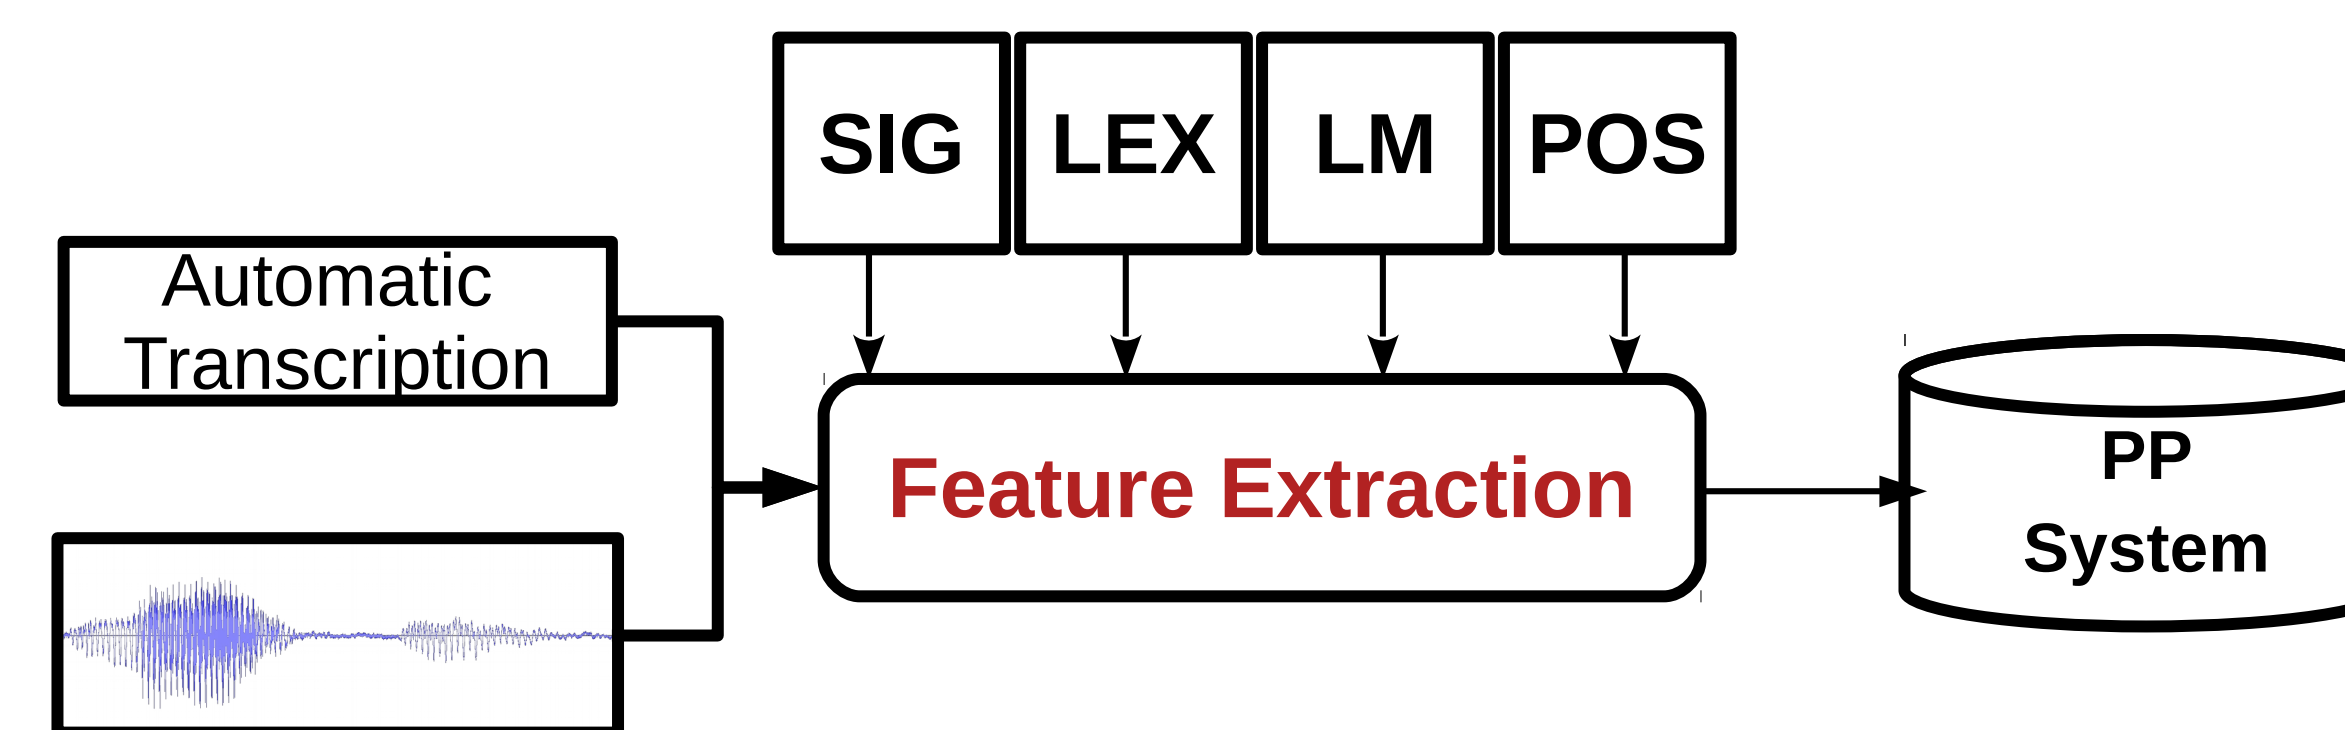 SIG LEX LM POS
Automatic
Transcription
Feature Extraction
PP
System